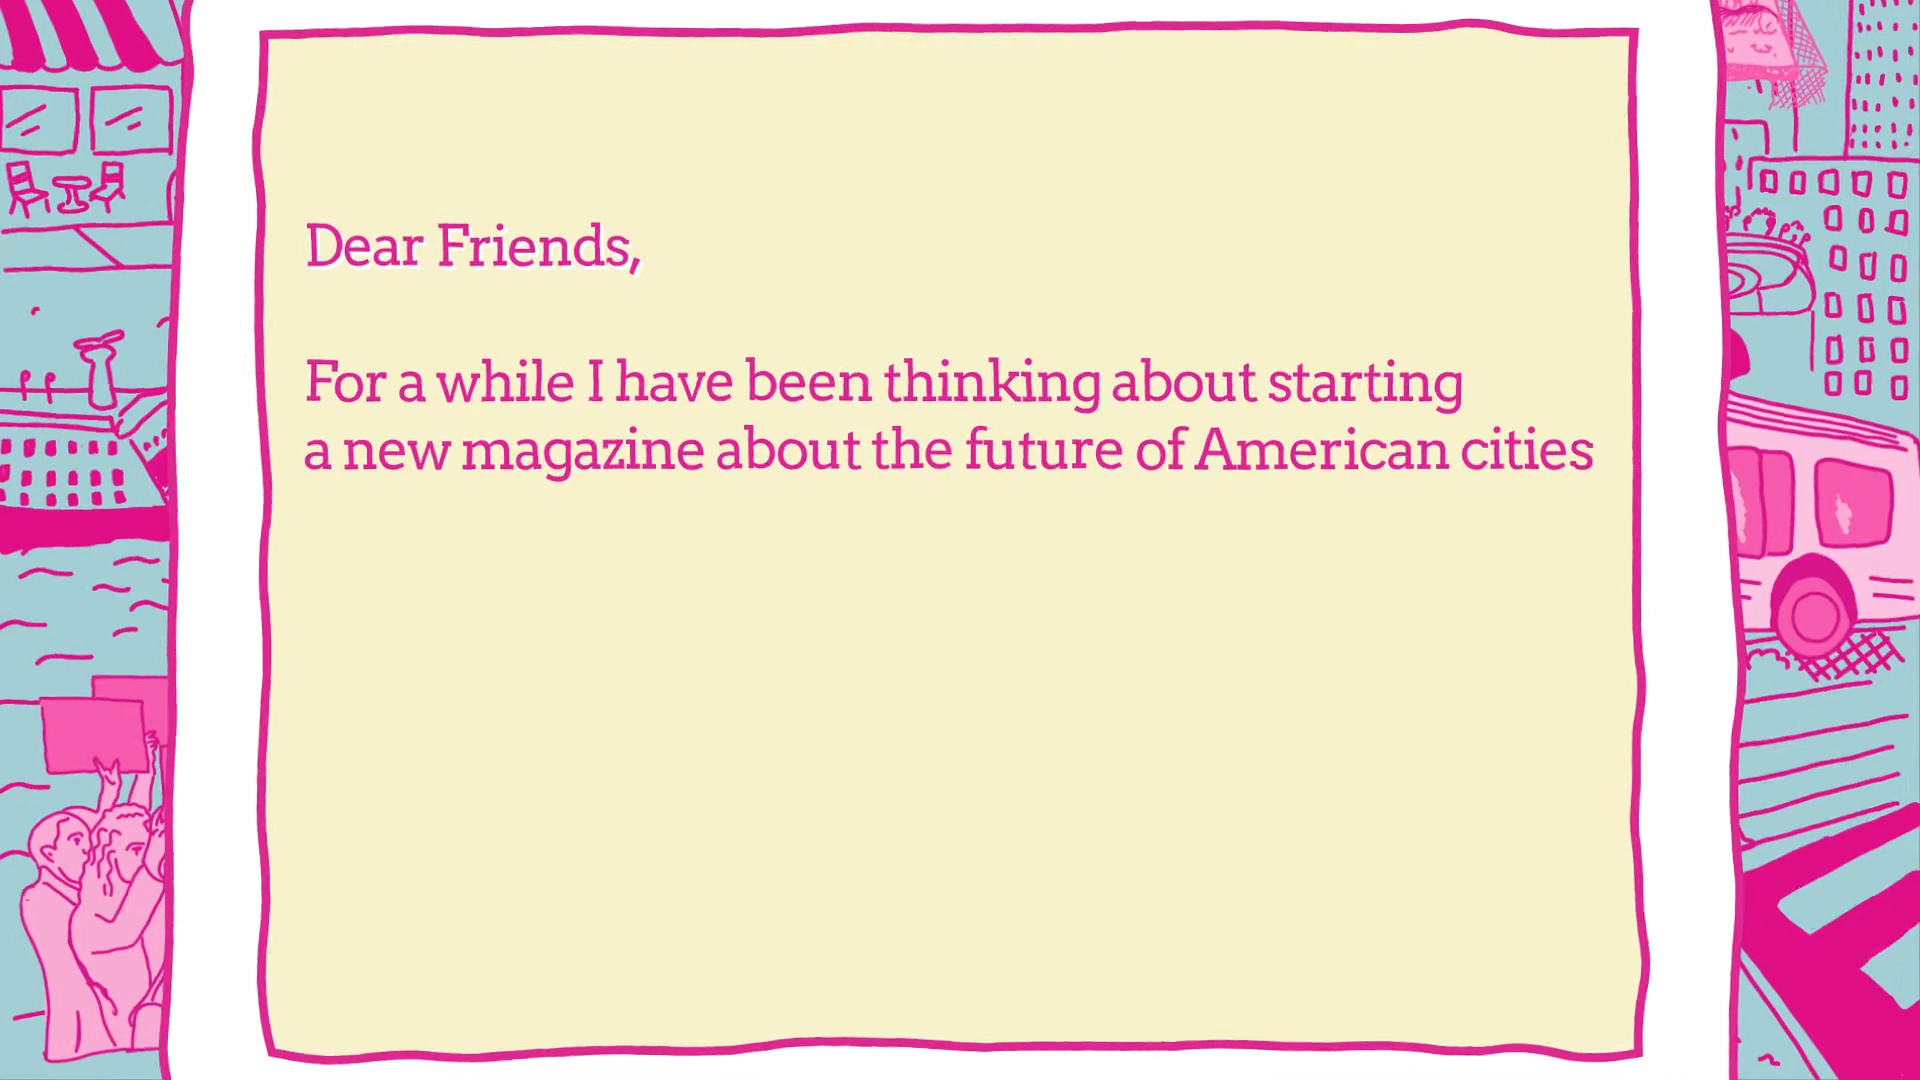 Dear Friends,
For a while I have been thinking about starting
a new magazine about the future of American cities